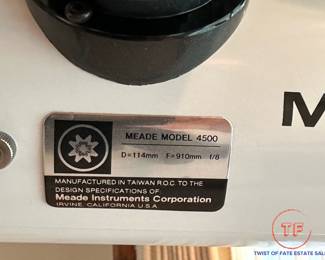 MEADE MODEL 4500
D=114mm F=910mm f/8
MANUFACTURED IN TAIWAN R.O.C. TO THE
DESIGN SPECIFICATIONS OF
Meade Instruments Corporation
IRVINE, CALIFORNIA U.S.A.
M
TF
TWIST OF FATE ESTATE SALE